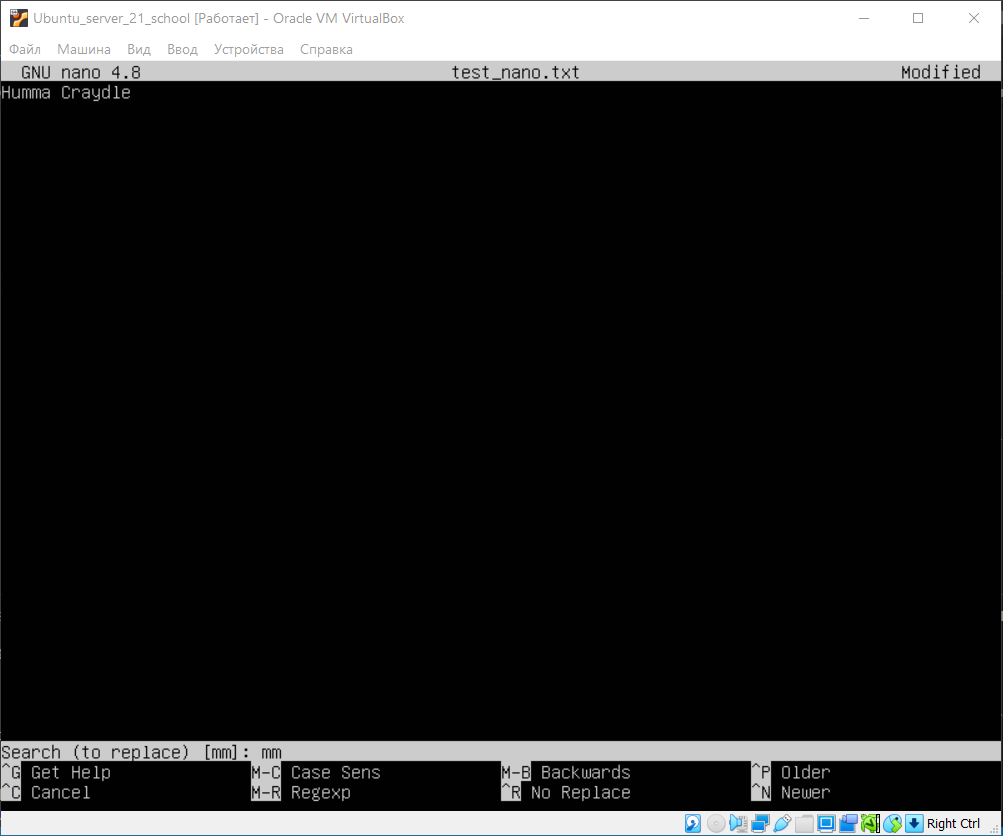 Ubuntu_server_21_school [Работает] - Oracle VM VirtualBox
Файл Машина Вид Ввод Устройства Справка
GNU nano 4.8 test_nano.txt Modified
Humma Craydle
Search (to replace) [mm]: mm
^G Get Help M-C Case Sens M-B Backwards ^P Older
^C Cancel M-R Regexp ^R No Replace ^N Newer
Right Ctrl